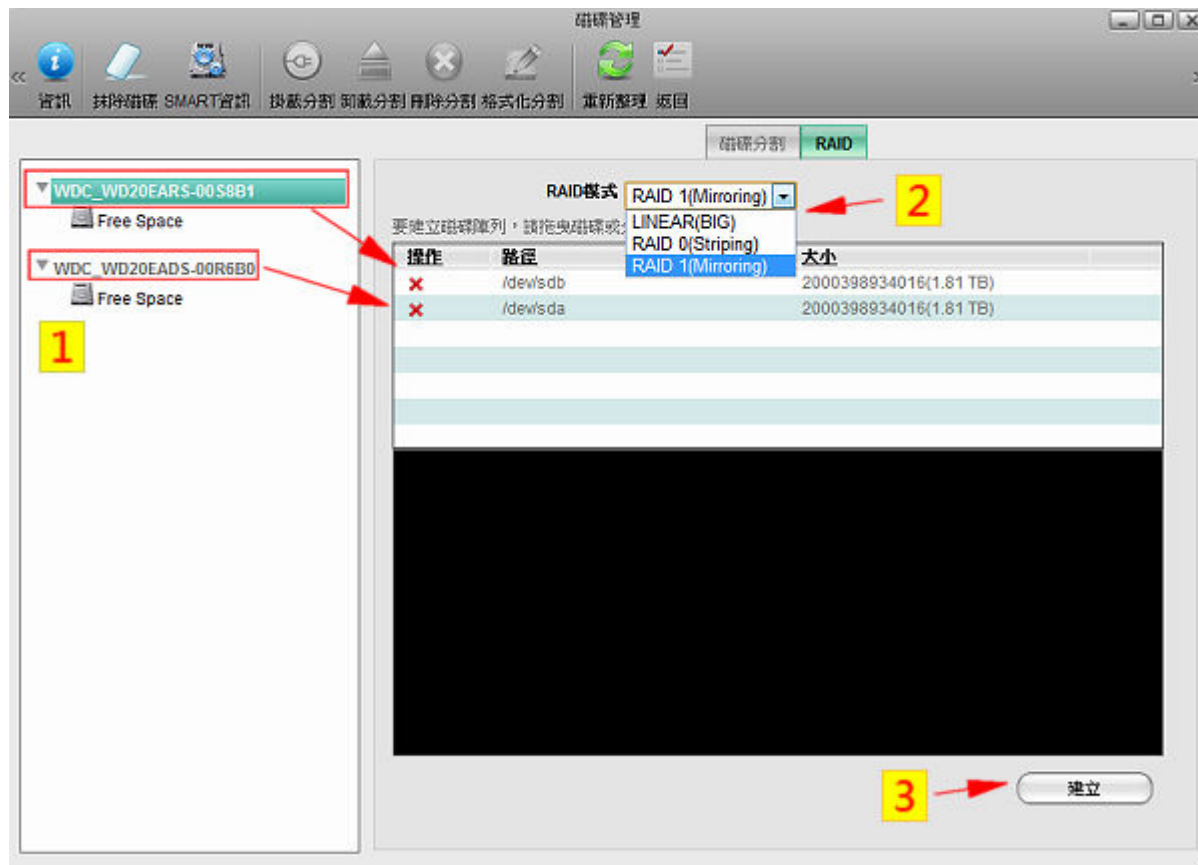 磁碟管理
資訊 抹除磁碟 SMART資訊 掛載分割 卸載分割 刪除分割 格式化分割 重新整理 返回
磁碟分割 RAID
WDC_WD20EARS-00S8B1
Free Space
WDC_WD20EADS-00R6B0
Free Space
1
RAID模式 RAID 1(Mirroring)
2
LINEAR(BIG)
RAID 0(Striping)
RAID 1(Mirroring)
要建立磁碟陣列，請拖曳磁碟或
操作 路徑 大小
/dev/sdb 2000398934016(1.81 TB)
/dev/sda 2000398934016(1.81 TB)
3
建立